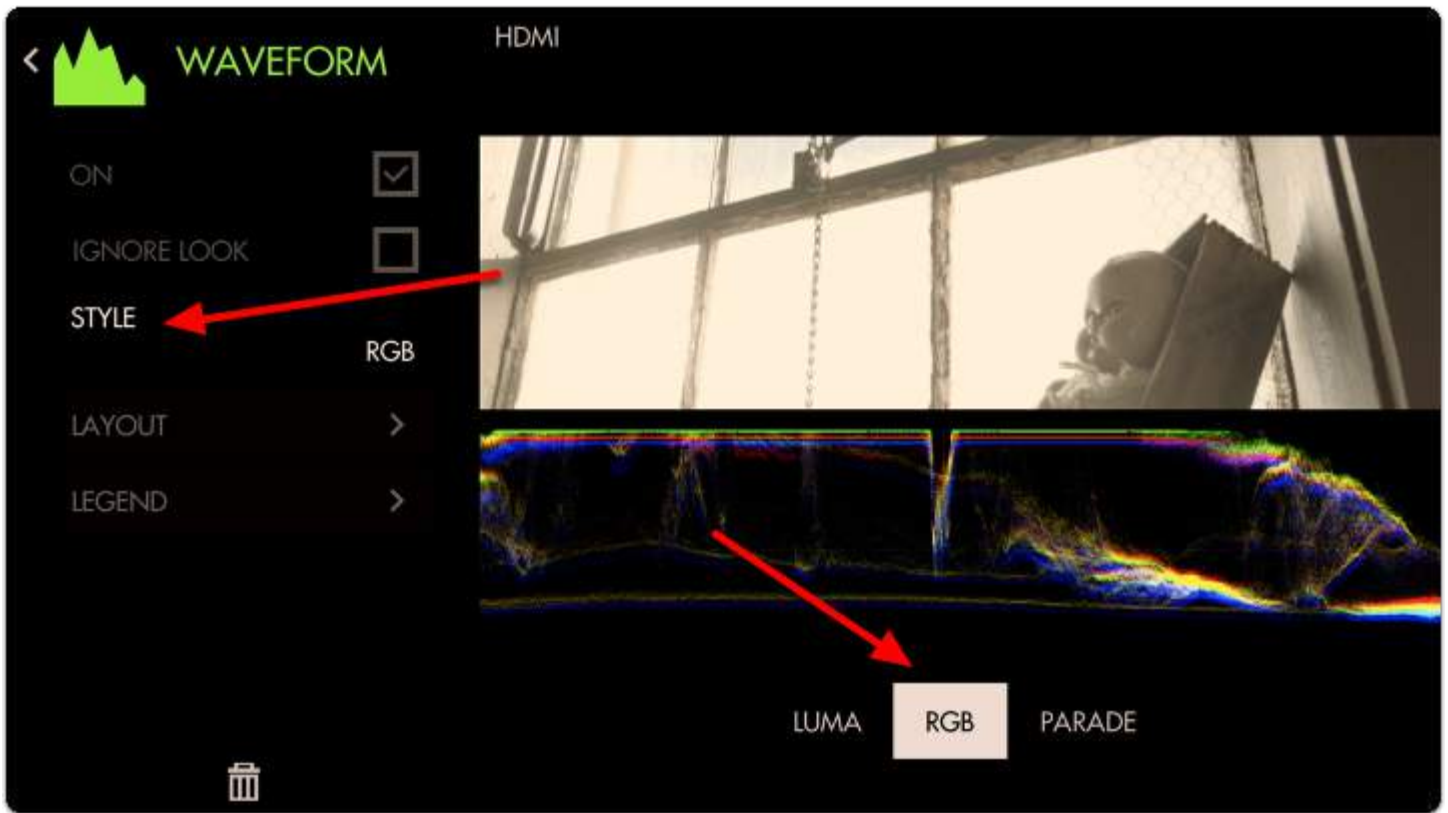 WAVEFORM
HDMI
ON
IGNORE LOOK
STYLE
RGB
LAYOUT
LEGEND
LUMA RGB PARADE